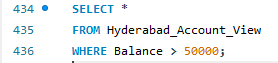 434 SELECT *
435 FROM Hyderabad_Account_View
436 WHERE Balance > 50000;